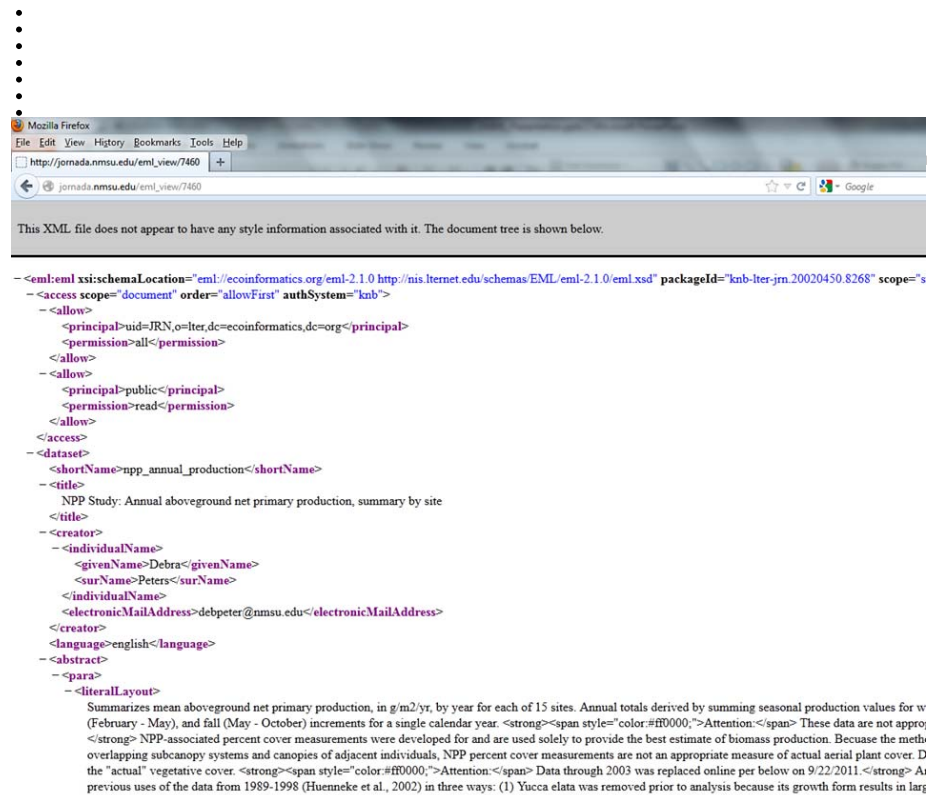 Mozilla Firefox
File Edit View History Bookmarks Tools Help
http://jornada.nmsu.edu/eml_view/7460 +
jornada.nmsu.edu/eml_view/7460 Google
This XML file does not appear to have any style information associated with it. The document tree is shown below.
−<eml:eml xsi:schemaLocation="eml://ecoinformatics.org/eml-2.1.0 http://nis.lternet.edu/schemas/EML/eml-2.1.0/eml.xsd" packageId="knb-lter-jrn.20020450.8268" scope="s
−<access scope="document" order="allowFirst" authSystem="knb">
−<allow>
<principal>uid=JRN,o=lter,dc=ecoinformatics,dc=org</principal>
<permission>all</permission>
</allow>
−<allow>
<principal>public</principal>
<permission>read</permission>
</allow>
</access>
−<dataset>
<shortName>npp_annual_production</shortName>
−<title>
NPP Study: Annual aboveground net primary production, summary by site
</title>
−<creator>
−<individualName>
<givenName>Debra</givenName>
<surName>Peters</surName>
</individualName>
<electronicMailAddress>debpeter@nmsu.edu</electronicMailAddress>
</creator>
<language>english</language>
−<abstract>
−<para>
−<literalLayout>
Summarizes mean aboveground net primary production, in g/m2/yr, by year for each of 15 sites. Annual totals derived by summing seasonal production values for w
(February - May), and fall (May - October) increments for a single calendar year. <strong><span style="color:#ff0000;">Attention:</span> These data are not approp
</strong> NPP-associated percent cover measurements were developed for and are used solely to provide the best estimate of biomass production. Becuase the metho
overlapping subcanopy systems and canopies of adjacent individuals, NPP percent cover measurements are not an appropriate measure of actual aerial plant cover. D
the "actual" vegetative cover. <strong><span style="color:#ff0000;">Attention:</span> Data through 2003 was replaced online per below on 9/22/2011.</strong> An
previous uses of the data from 1989-1998 (Huenneke et al., 2002) in three ways: (1) Yucca elata was removed prior to analysis because its growth form results in larg